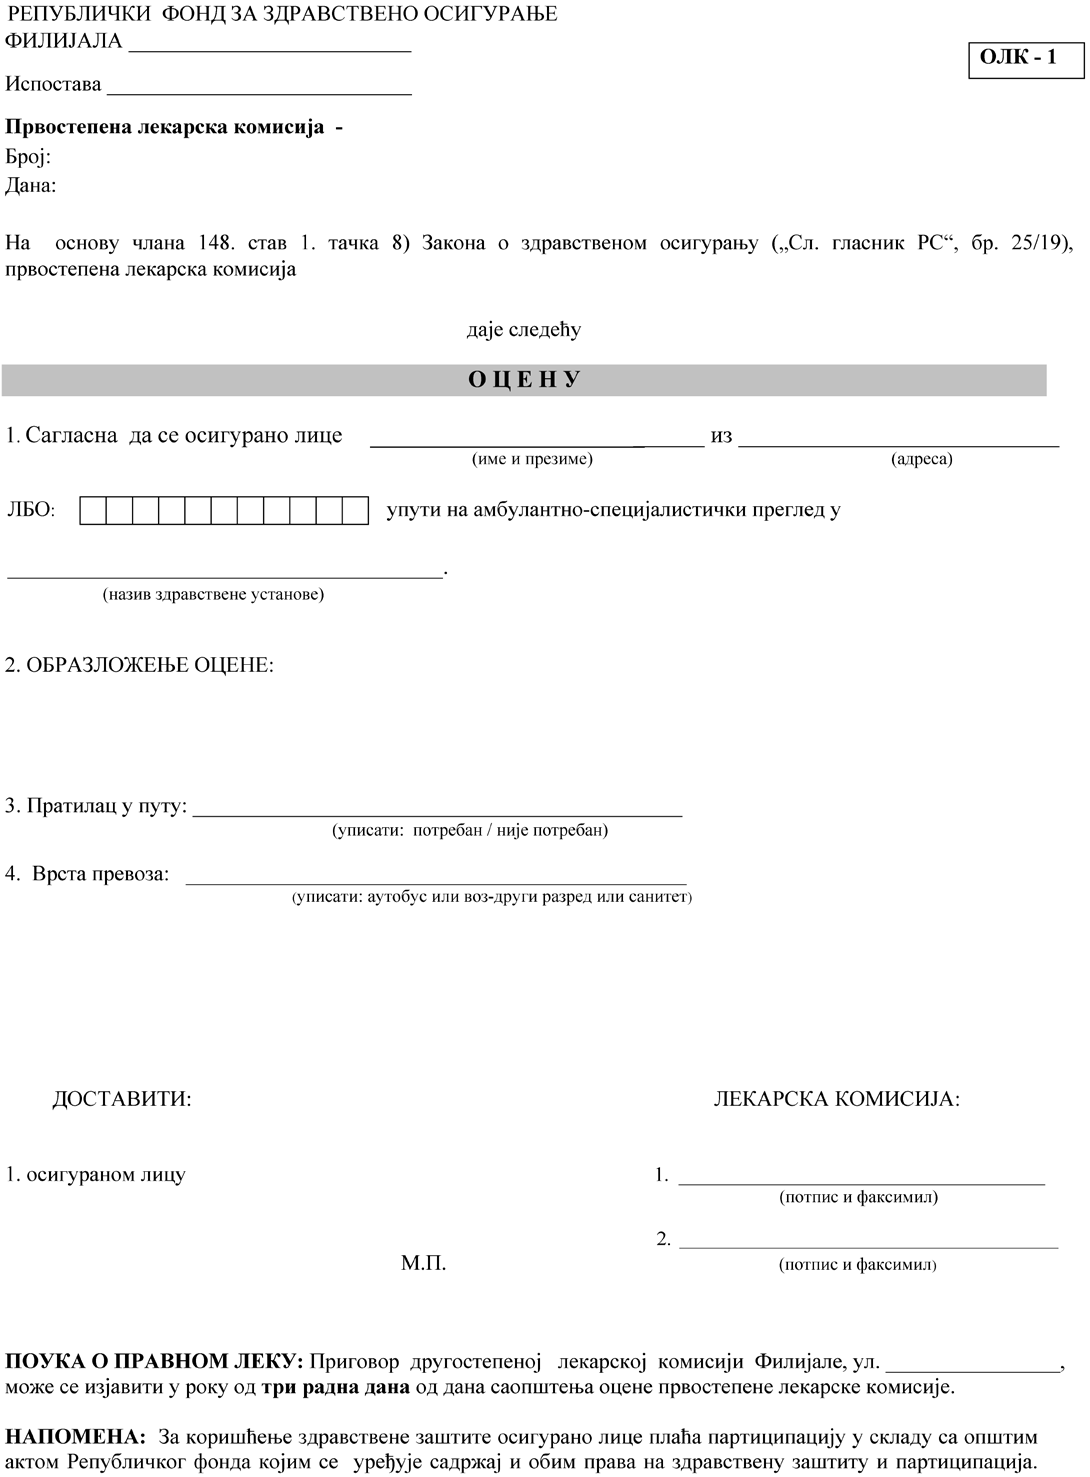 РЕПУБЛИЧКИ ФОНД ЗА ЗДРАВСТВЕНО ОСИГУРАЊЕ
ФИЛИЈАЛА
ОЛК - 1
Испостава
Првостепена лекарска комисија -
Број:
Дана:
На основу члана 148. став 1. тачка 8) Закона о здравственом осигурању („Сл. гласник РС“, бр. 25/19),
првостепена лекарска комисија
даје следећу
О Ц Е Н У
1. Сагласна да се осигурано лице из
(име и презиме) (адреса)
ЛБО: упути на амбулантно-специјалистички преглед у
.
(назив здравствене установе)
2. ОБРАЗЛОЖЕЊЕ ОЦЕНЕ:
3. Пратилац у путу:
(уписати: потребан / није потребан)
4. Врста превоза:
(уписати: аутобус или воз-други разред или санитет)
ДОСТАВИТИ: ЛЕКАРСКА КОМИСИЈА:
1. осигураном лицу 1.
(потпис и факсимил)
2.
М.П. (потпис и факсимил)
ПОУКА О ПРАВНОМ ЛЕКУ: Приговор другостепеној лекарској комисији Филијале, ул. ,
може се изјавити у року од три радна дана од дана саопштења оцене првостепене лекарске комисије.
НАПОМЕНА: За коришћење здравствене заштите осигурано лице плаћа партиципацију у складу са општим
актом Републичког фонда којим се уређује садржај и обим права на здравствену заштиту и партиципација.